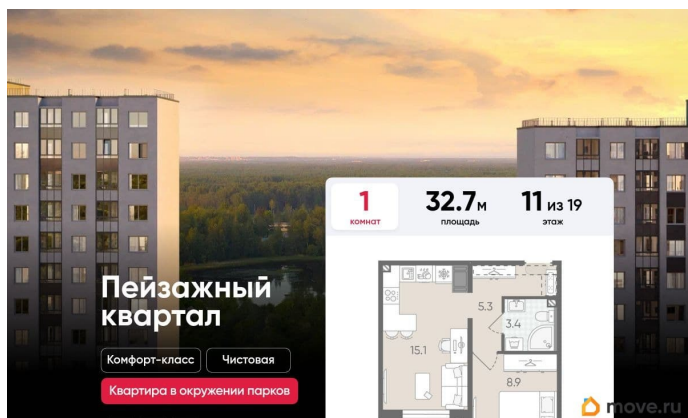 1
комнат
32.7м
площадь
11 из 19
этаж
Пейзажный
квартал
Комфорт-класс
Чистовая
Квартира в окружении парков
5.3
3.4
15.1
8.9
move.ru